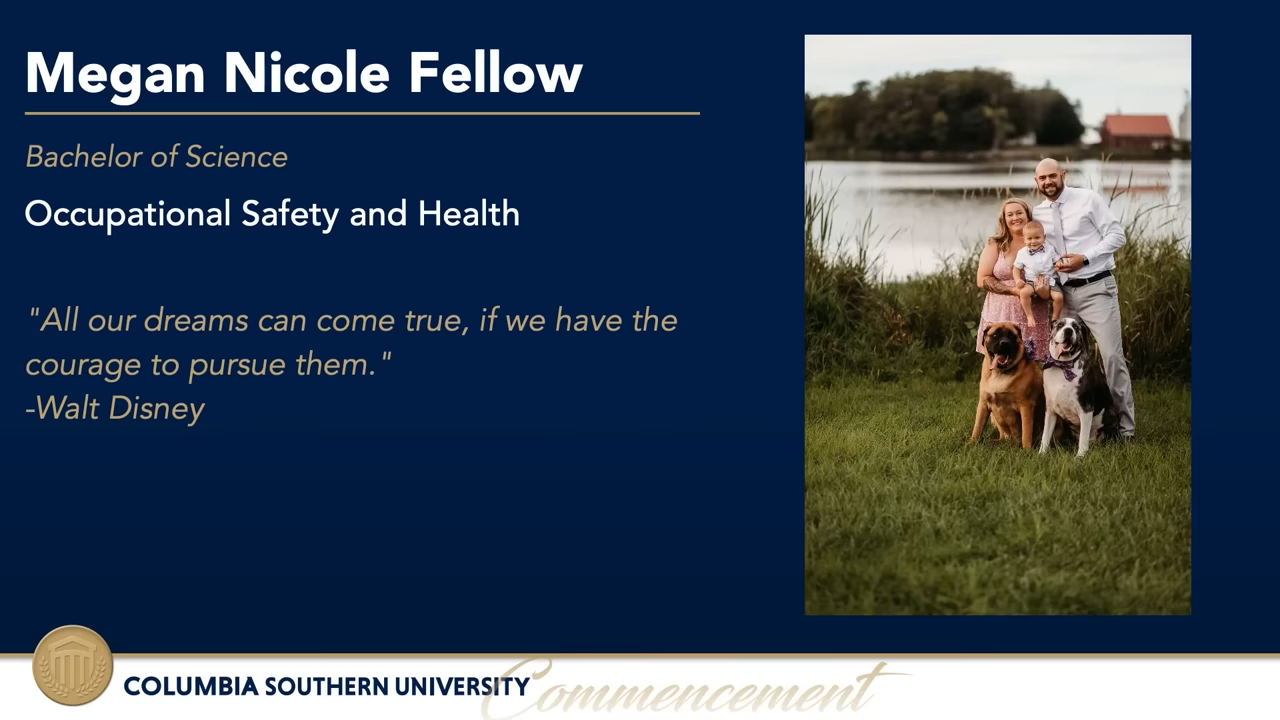 Megan Nicole Fellow
Bachelor of Science
Occupational Safety and Health
"All our dreams can come true, if we have the
courage to pursue them."
-Walt Disney
COLUMBIA SOUTHERN UNIVERSITY
Commencement